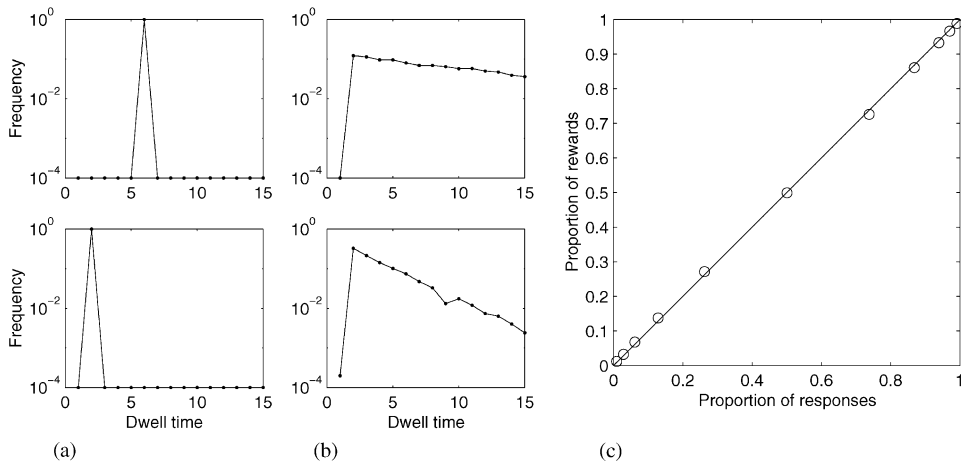 10^0
10^-2
10^-4
Frequency
0 5 10 15
10^0
10^-2
10^-4
Frequency
0 5 10 15
Dwell time
(a)
10^0
10^-2
10^-4
0 5 10 15
10^0
10^-2
10^-4
0 5 10 15
Dwell time
(b)
1
0.9
0.8
0.7
0.6
0.5
0.4
0.3
0.2
0.1
0
Proportion of rewards
0 0.2 0.4 0.6 0.8 1
Proportion of responses
(c)